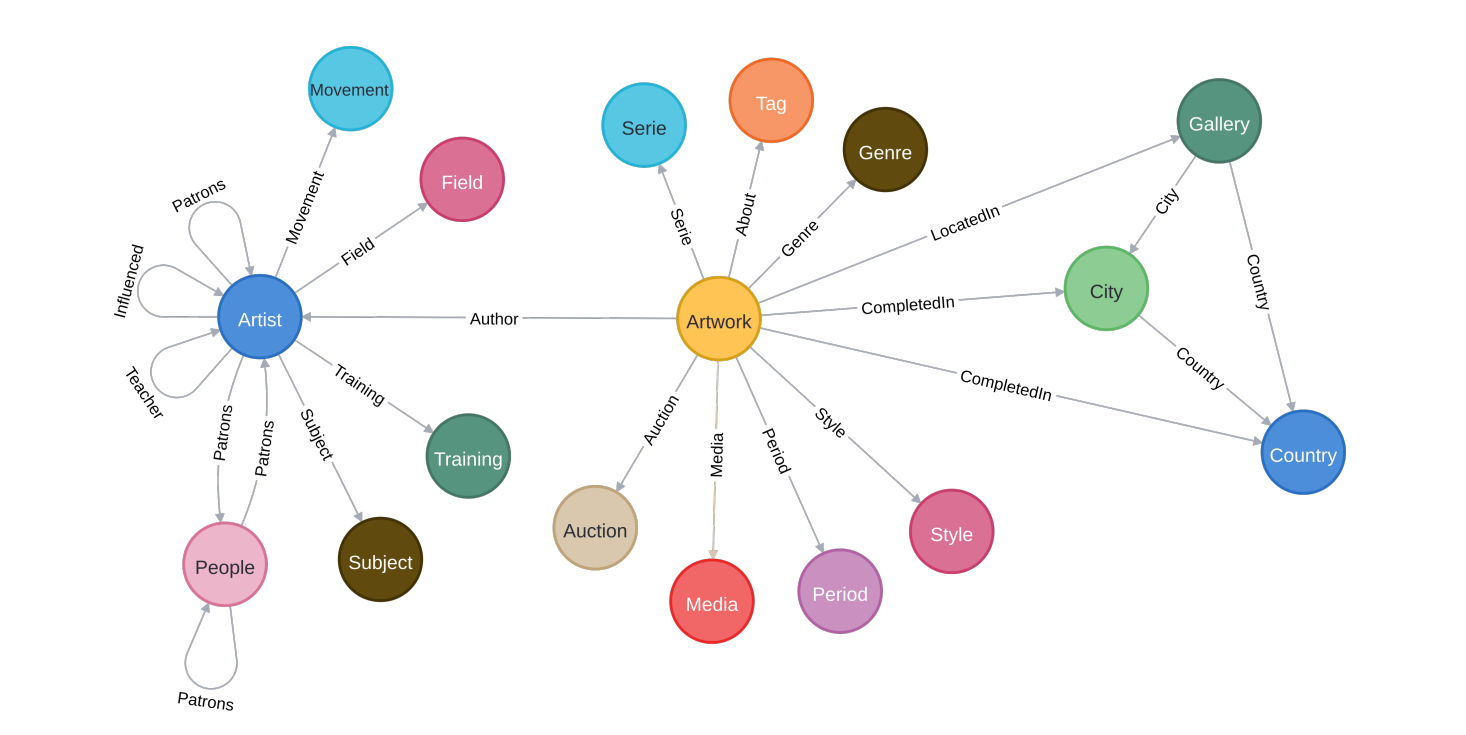 Movement
Serie
Tag
Genre
Gallery
Field
Patrons
Movement
Field
Serie
About
Genre
LocatedIn
City
Country
Influenced
Artist
Author
Artwork
CompletedIn
City
Teacher
Training
CompletedIn
Country
Patrons
Patrons
Subject
Training
Auction
Media
Period
Style
Country
People
Subject
Auction
Media
Period
Style
Patrons